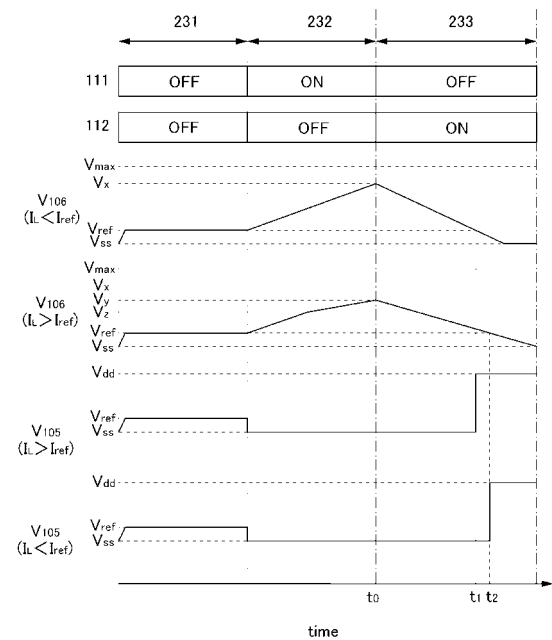 231 232 233
111 OFF ON OFF
112 OFF OFF ON
Vmax
Vx
V106
(IL<Iref)
Vref
Vss
Vmax
Vx
V106
(IL>Iref)
Vy
Vz
Vref
Vss
Vdd
V105
(IL>Iref)
Vref
Vss
Vdd
V105
(IL<Iref)
Vref
Vss
t0 t1 t2
time